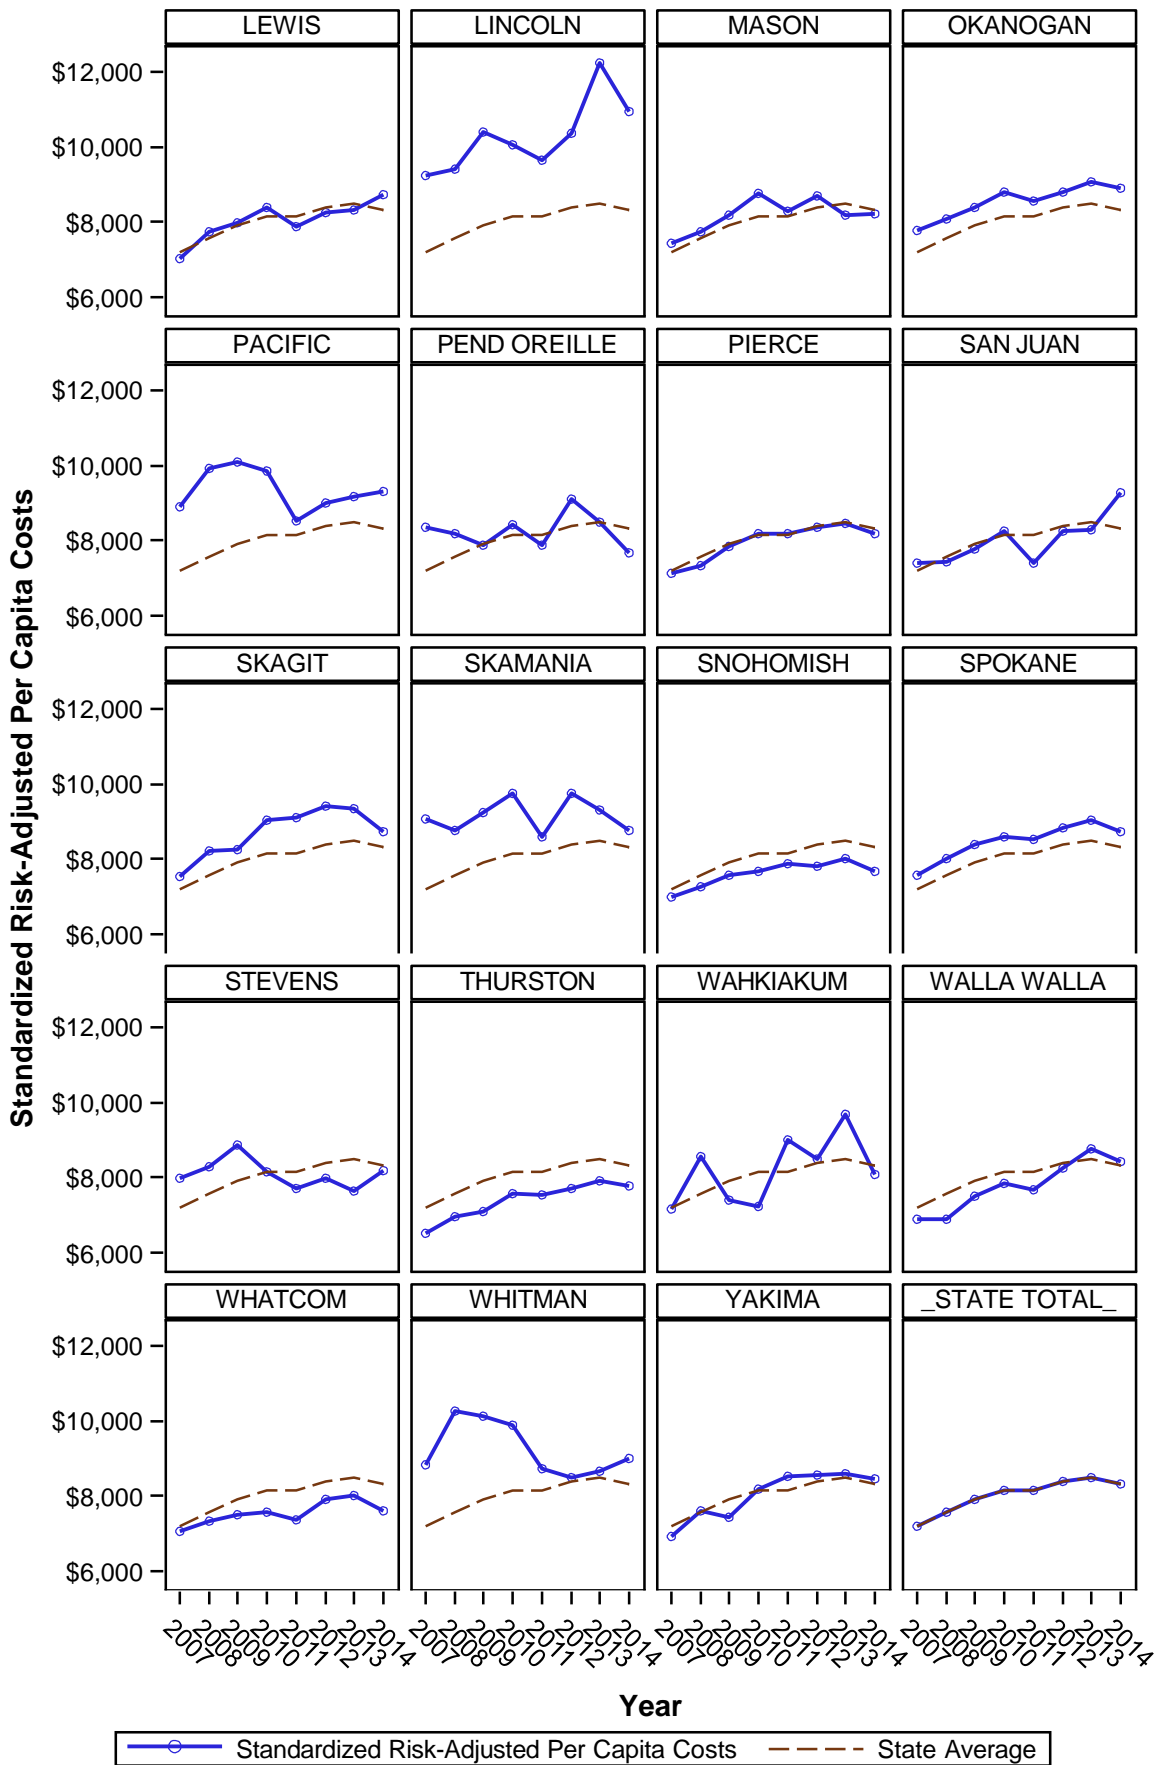 LEWIS LINCOLN MASON OKANOGAN
$12,000
$10,000
$8,000
$6,000
PACIFIC PEND OREILLE PIERCE SAN JUAN
$12,000
$10,000
$8,000
$6,000
Standardized Risk-Adjusted Per Capita Costs
SKAGIT SKAMANIA SNOHOMISH SPOKANE
$12,000
$10,000
$8,000
$6,000
STEVENS THURSTON WAHKIAKUM WALLA WALLA
$12,000
$10,000
$8,000
$6,000
WHATCOM WHITMAN YAKIMA _STATE TOTAL_
$12,000
$10,000
$8,000
$6,000
2007 2008 2009 2010 2011 2012 2013 2014 2007 2008 2009 2010 2011 2012 2013 2014 2007 2008 2009 2010 2011 2012 2013 2014 2007 2008 2009 2010 2011 2012 2013 2014
Year
Standardized Risk-Adjusted Per Capita Costs State Average